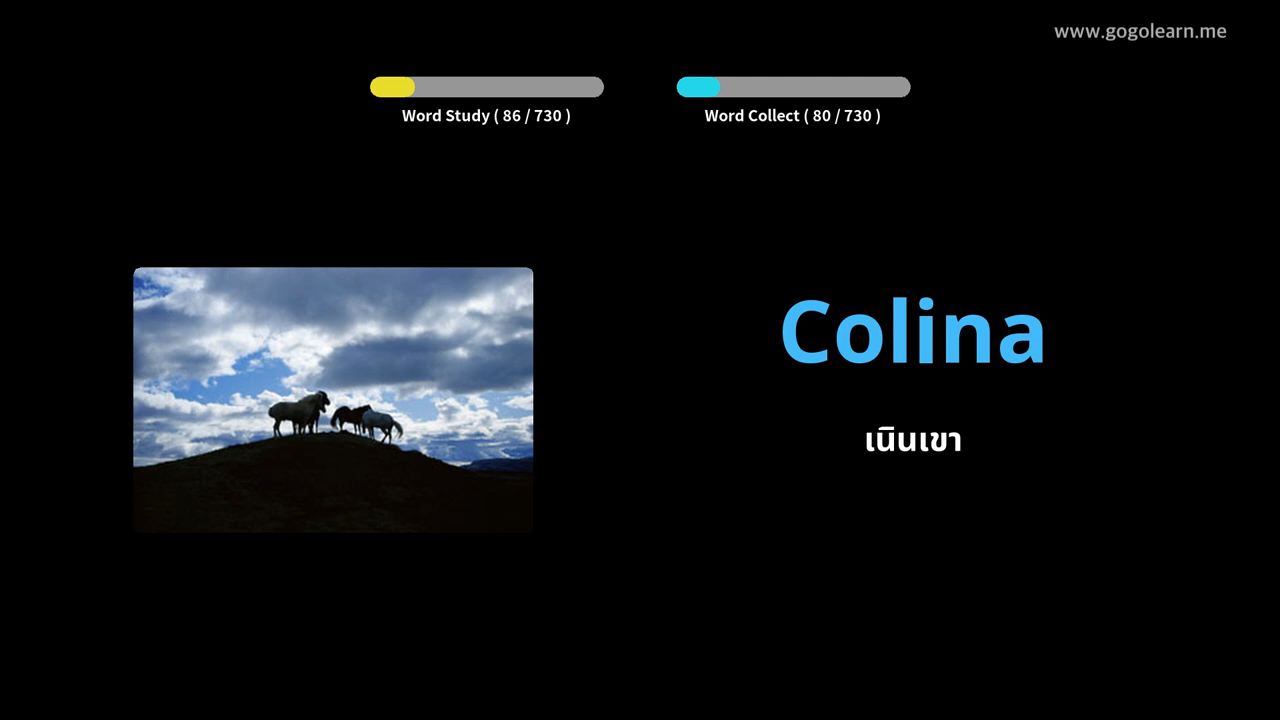 www.gogolearn.me
Word Study ( 86 / 730 )
Word Collect ( 80 / 730 )
Colina
เนินเขา